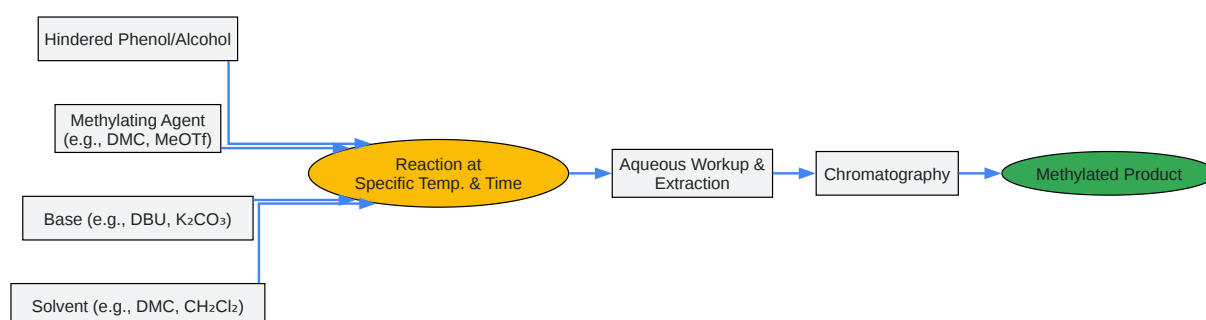 Hindered Phenol/Alcohol
Methylating Agent
(e.g., DMC, MeOTf)
Base (e.g., DBU, K₂CO₃)
Solvent (e.g., DMC, CH₂Cl₂)
Reaction at
Specific Temp. & Time
Aqueous Workup &
Extraction
Chromatography
Methylated Product